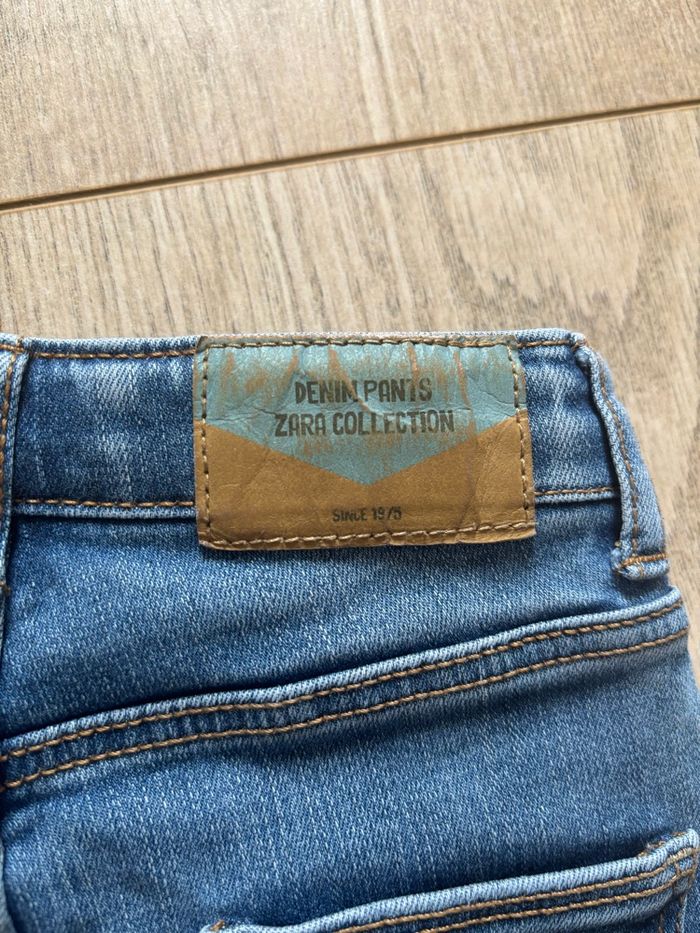 DENIM PANTS
ZARA COLLECTION
SINCE 1975